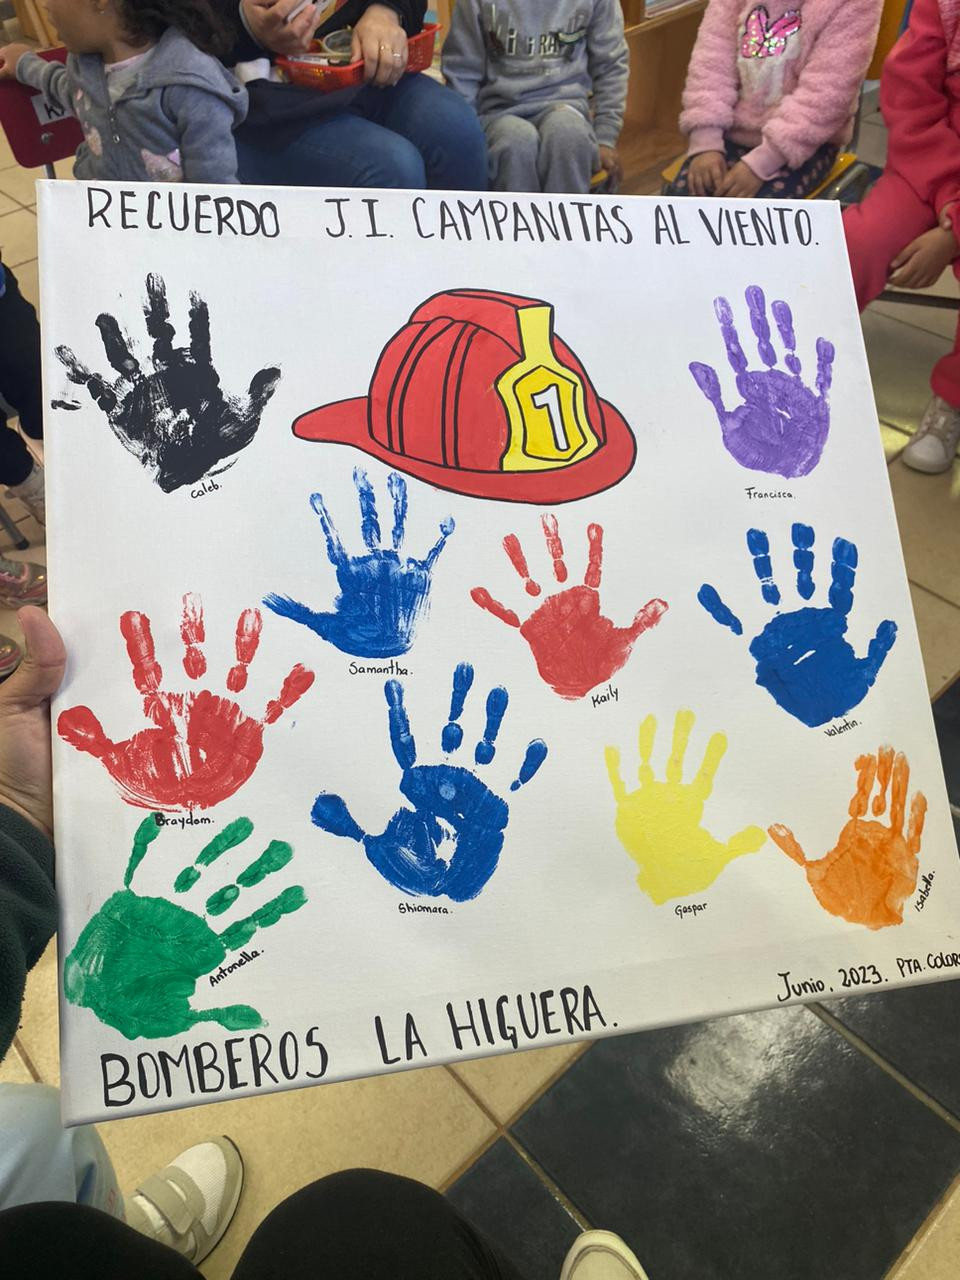 RECUERDO J.I. CAMPANITAS AL VIENTO.
1
Caleb.
Francisca.
Samantha.
Kaily
Valentin.
Braydom.
Shiomara.
Gaspar
Isabella.
Antonella.
Junio, 2023. PTA.
BOMBEROS LA HIGUERA.